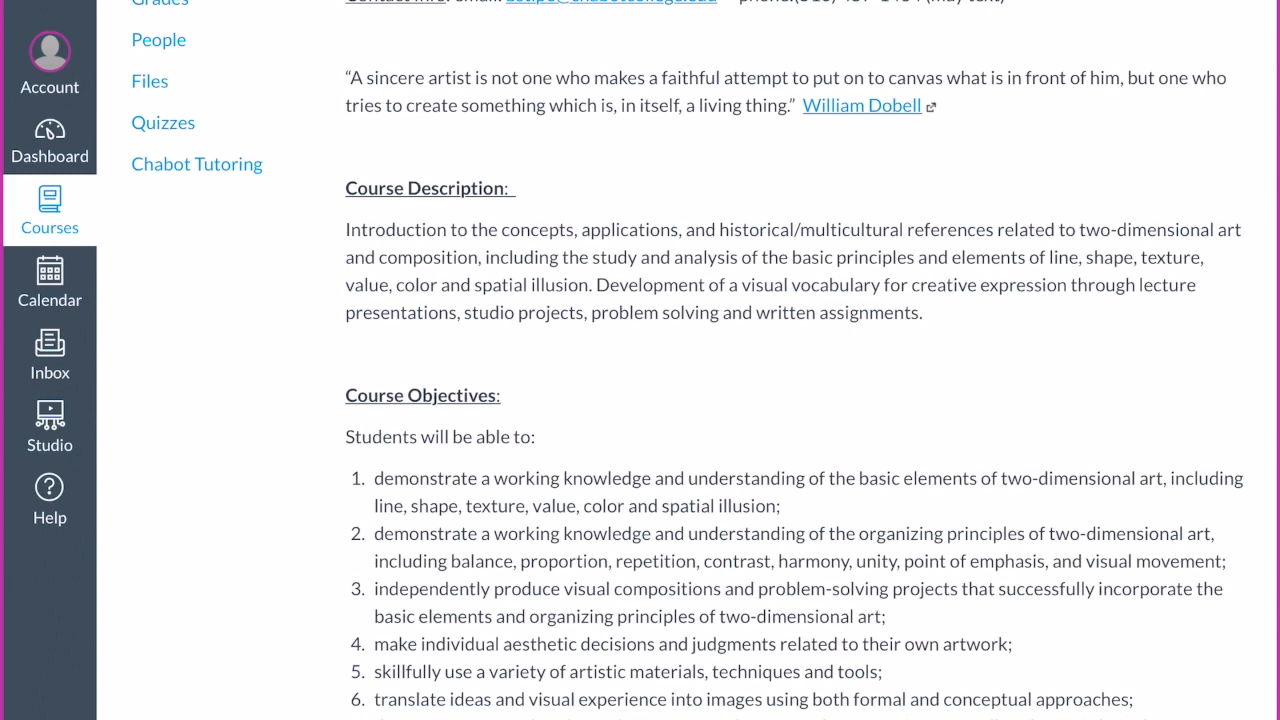 Grades
Account
Dashboard
Courses
Calendar
Inbox
Studio
Help
People
Files
Quizzes
Chabot Tutoring
“A sincere artist is not one who makes a faithful attempt to put on to canvas what is in front of him, but one who
tries to create something which is, in itself, a living thing.” William Dobell
Course Description:
Introduction to the concepts, applications, and historical/multicultural references related to two-dimensional art
and composition, including the study and analysis of the basic principles and elements of line, shape, texture,
value, color and spatial illusion. Development of a visual vocabulary for creative expression through lecture
presentations, studio projects, problem solving and written assignments.
Course Objectives:
Students will be able to:
1. demonstrate a working knowledge and understanding of the basic elements of two-dimensional art, including
line, shape, texture, value, color and spatial illusion;
2. demonstrate a working knowledge and understanding of the organizing principles of two-dimensional art,
including balance, proportion, repetition, contrast, harmony, unity, point of emphasis, and visual movement;
3. independently produce visual compositions and problem-solving projects that successfully incorporate the
basic elements and organizing principles of two-dimensional art;
4. make individual aesthetic decisions and judgments related to their own artwork;
5. skillfully use a variety of artistic materials, techniques and tools;
6. translate ideas and visual experience into images using both formal and conceptual approaches;